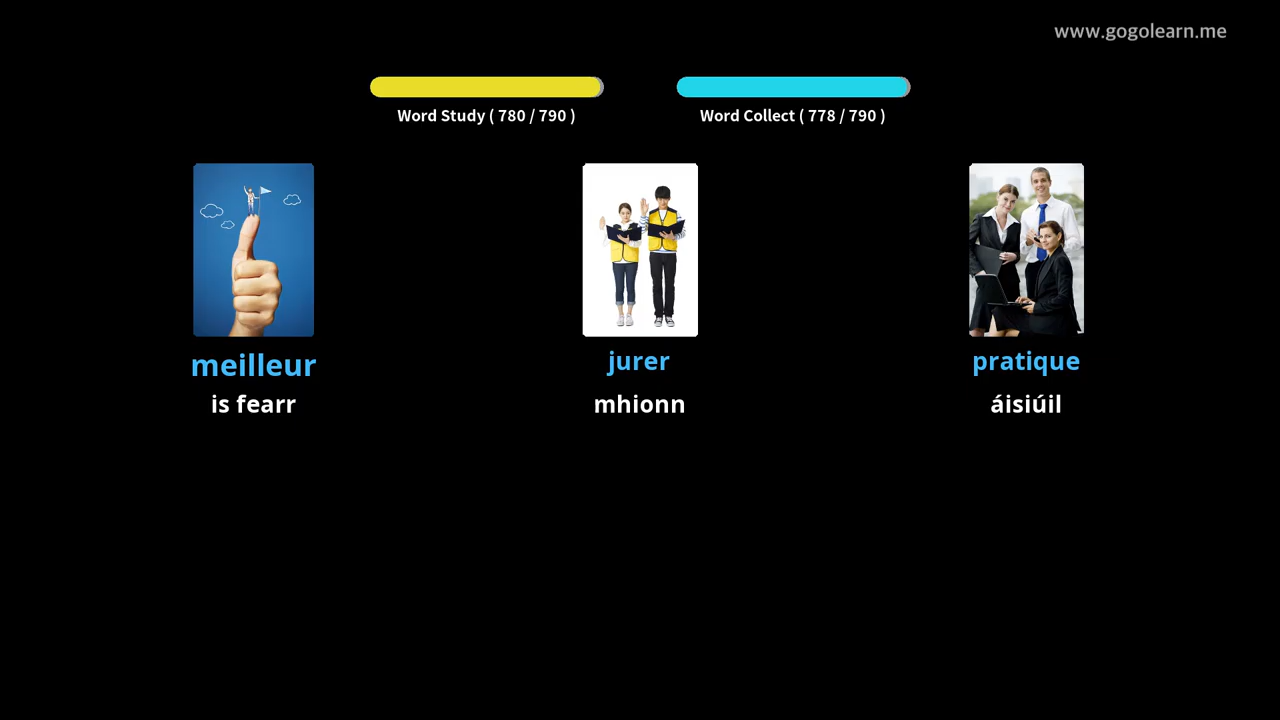 www.gogolearn.me
Word Study ( 780 / 790 )
Word Collect ( 778 / 790 )
meilleur
jurer
pratique
is fearr
mhionn
áisiúil